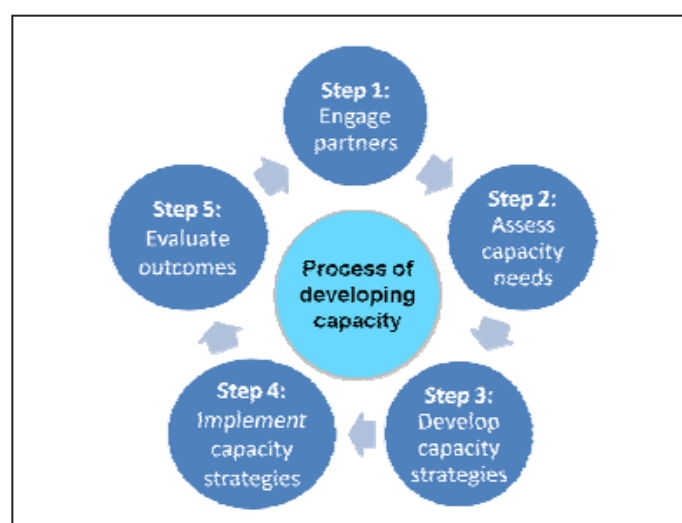 Step 1:
Engage
partners
Step 2:
Assess
capacity
needs
Step 3:
Develop
capacity
strategies
Step 4:
Implement
capacity
strategies
Step 5:
Evaluate
outcomes
Process of
developing
capacity